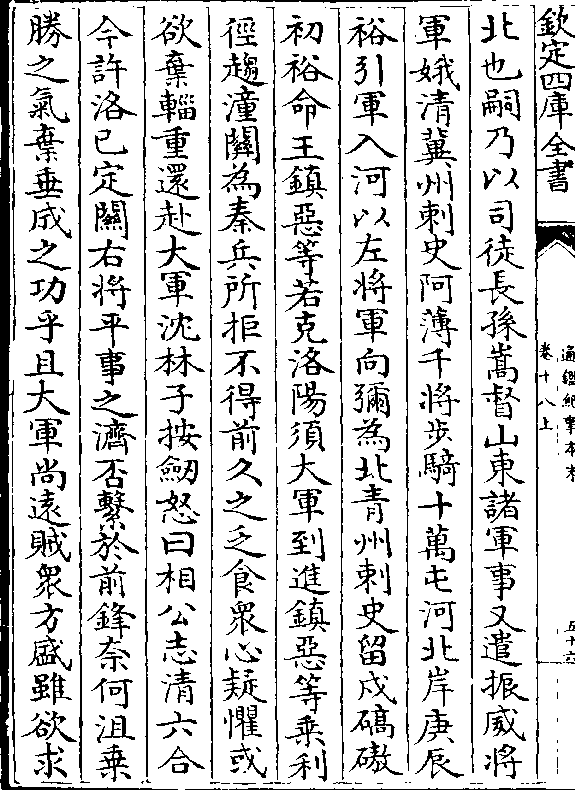 欽定四庫全書
通鑑紀事本末
卷十八上
五十六
北也嗣乃以司徒長孫嵩督山東諸軍事又遣振威將
軍娥清冀州刺史阿薄干將步騎十萬屯河北岸庚辰
裕引軍入河以左將軍向彌為北青州刺史留戍碻磝
初裕命王鎮惡等若克洛陽須大軍到進鎮惡等乘利
徑趨潼闗為秦兵所拒不得前久之乏食衆心疑懼或
欲棄輜重還赴大軍沈林子按劒怒曰相公志清六合
今許洛已定闗右將平事之濟否繫於前鋒奈何沮乗
勝之氣棄垂成之功乎且大軍尚遠賊衆方盛雖欲求